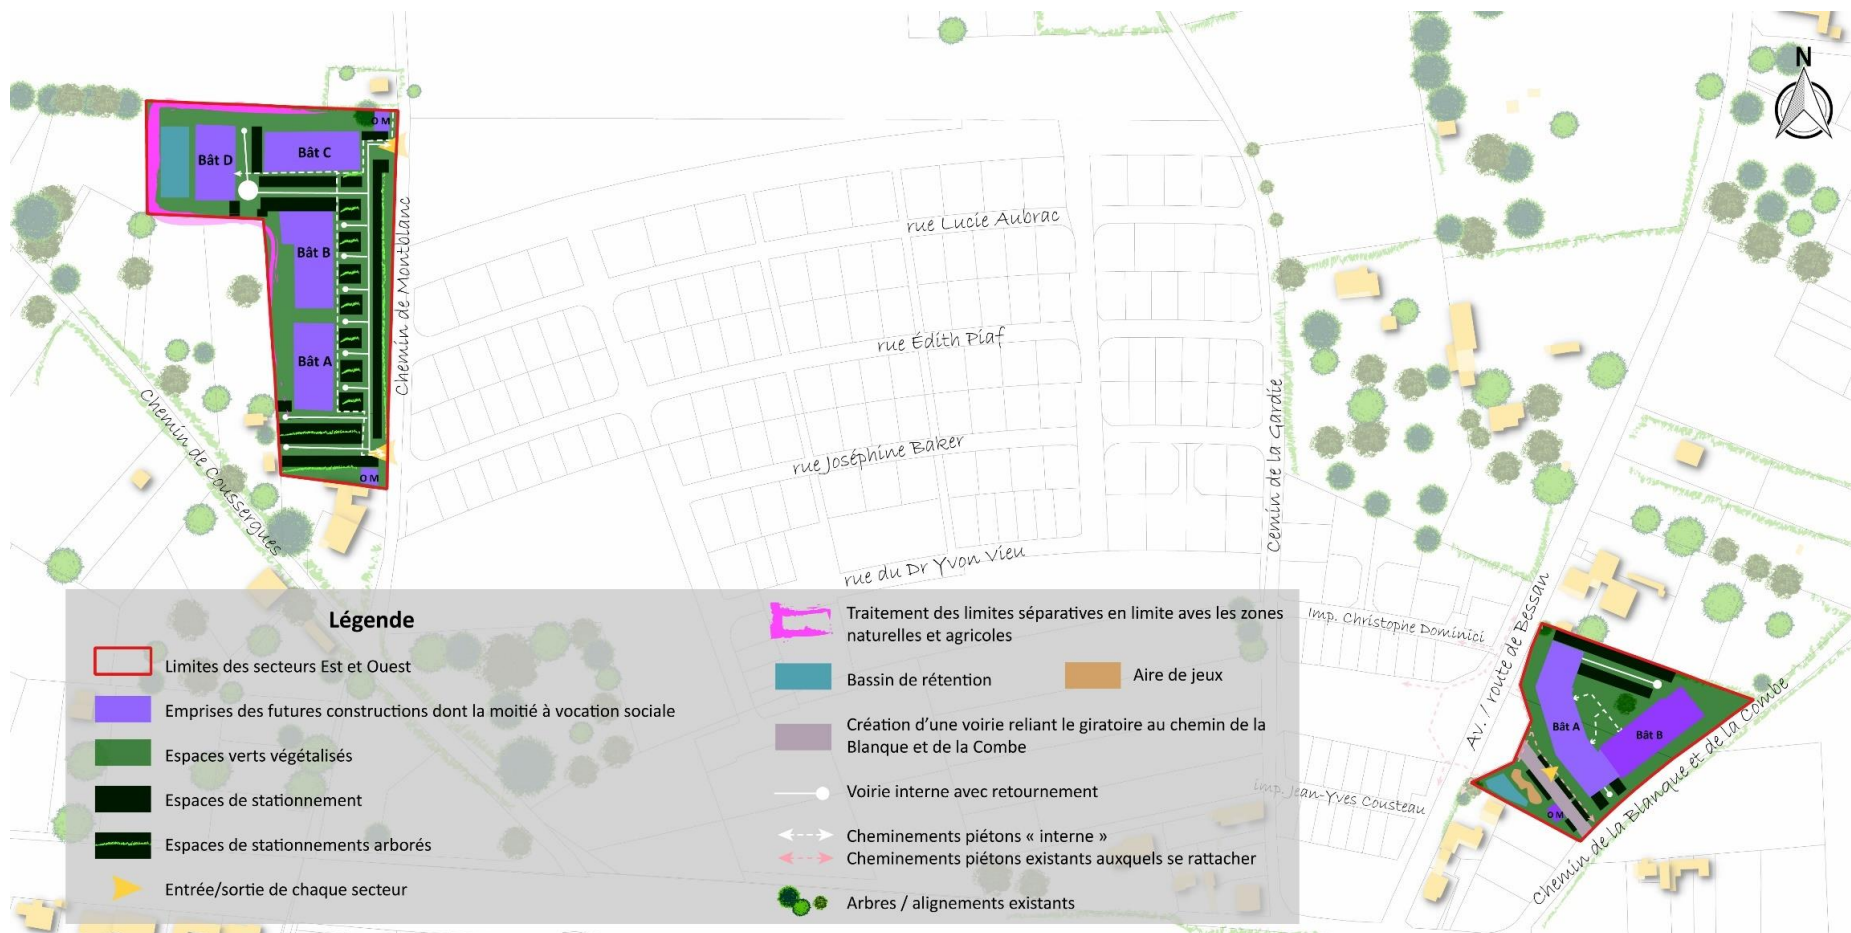 N
O M
Bât C
Bât D
Bât B
Bât A
O M
Chemin de Montblanc
Chemin de Coussergues
rue Lucie Aubrac
rue Édith Piaf
rue Joséphine Baker
rue du Dr Yvon Vieu
Cemin de la Gardie
Imp. Christophe Dominici
imp. Jean-Yves Cousteau
AV. / route de Bessan
Chemin de la Blanque et de la Combe
Bât A
Bât B
O M
Légende
Limites des secteurs Est et Ouest
Emprises des futures constructions dont la moitié à vocation sociale
Espaces verts végétalisés
Espaces de stationnement
Espaces de stationnements arborés
Entrée/sortie de chaque secteur
Traitement des limites séparatives en limite aves les zones
naturelles et agricoles
Bassin de rétention
Aire de jeux
Création d'une voirie reliant le giratoire au chemin de la
Blanque et de la Combe
Voirie interne avec retournement
Cheminements piétons « interne »
Cheminements piétons existants auxquels se rattacher
Arbres / alignements existants